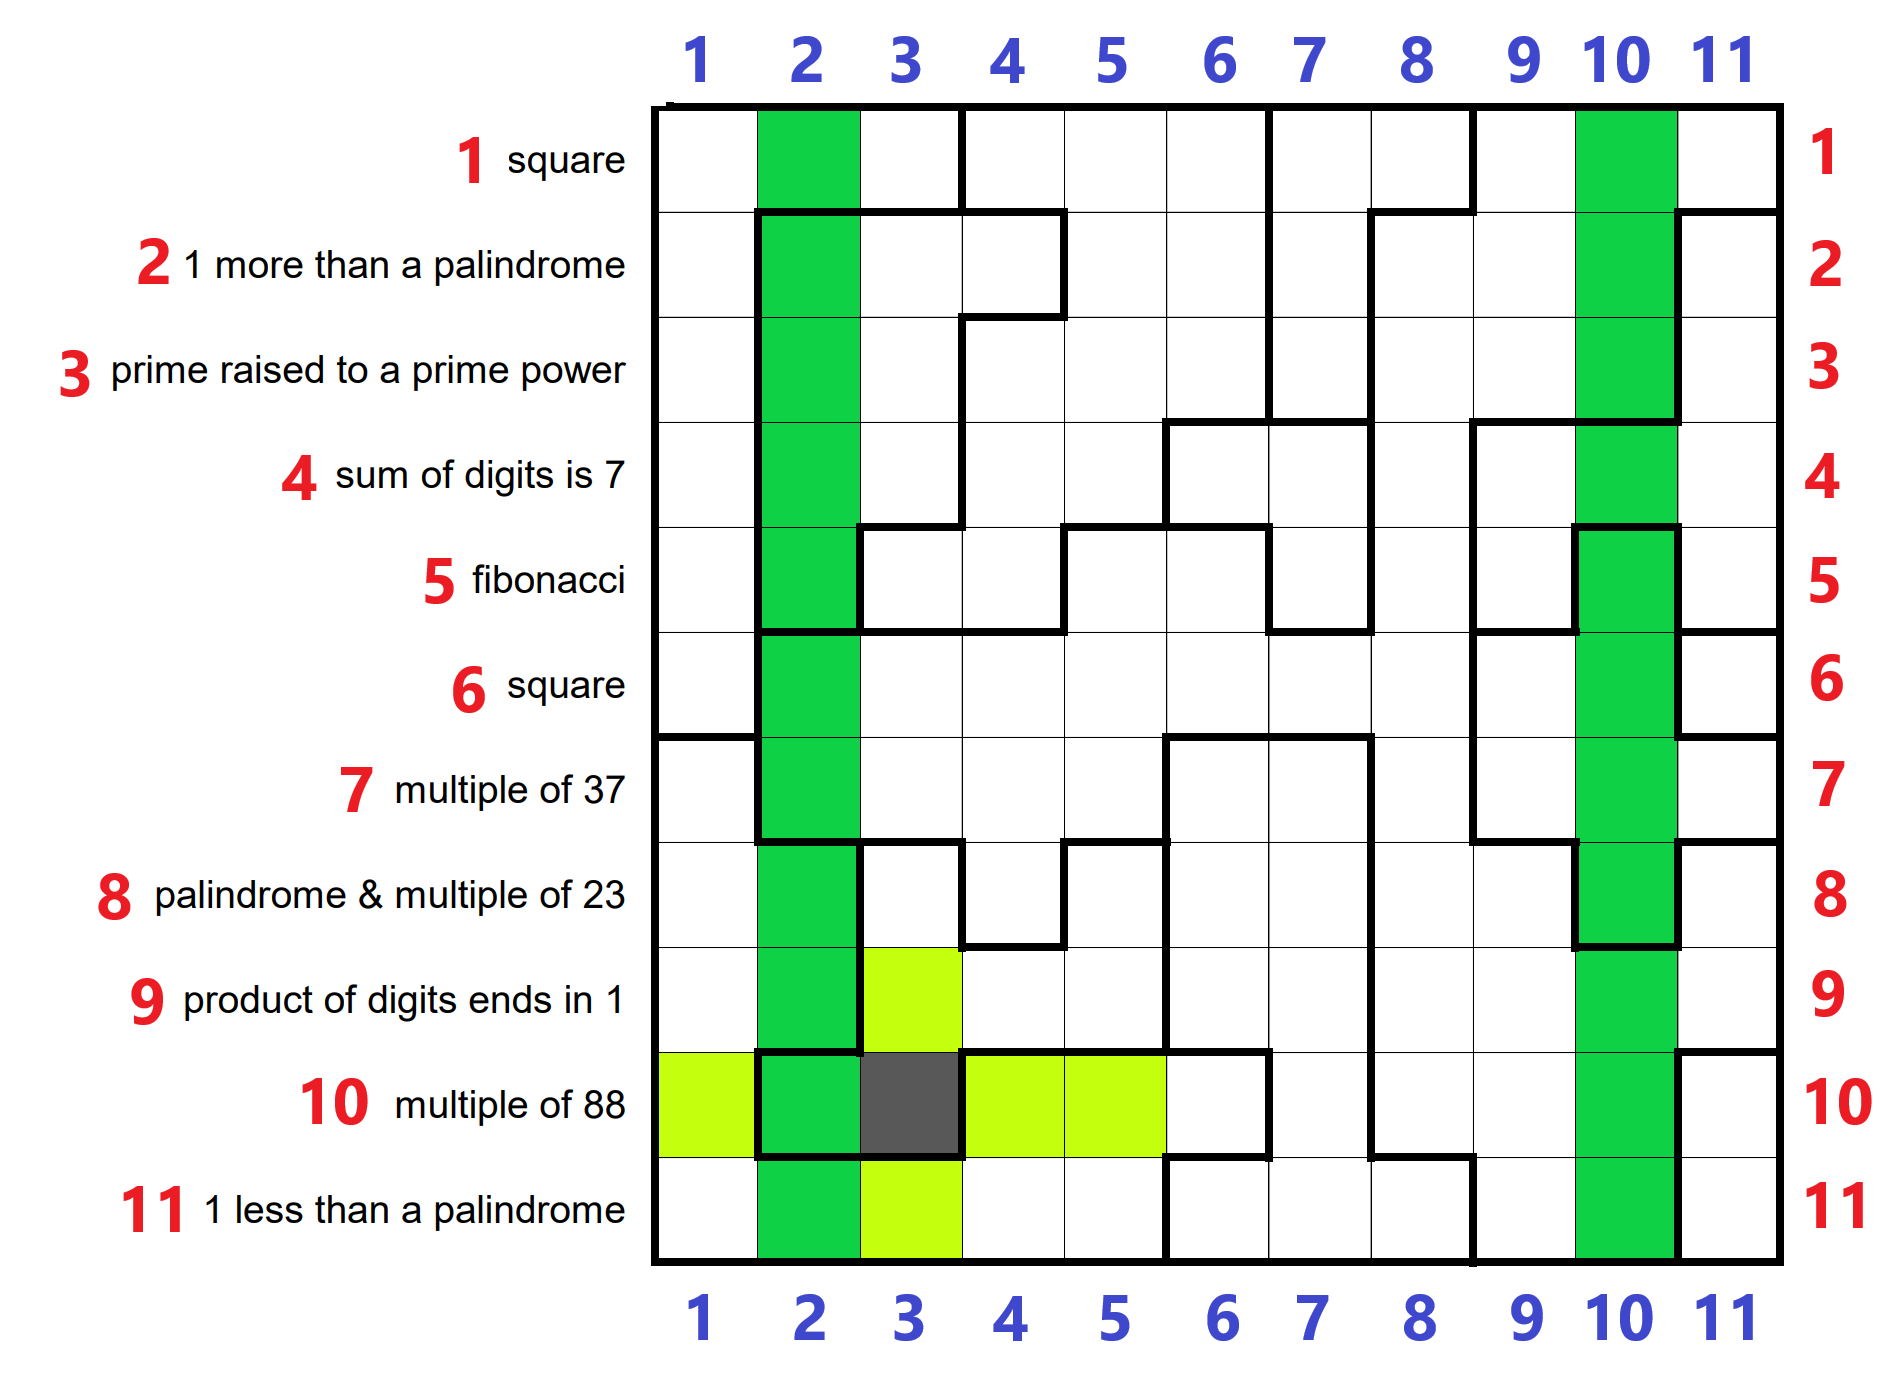 1 2 3 4 5 6 7 8 9 10 11
1 square 1
2 1 more than a palindrome 2
3 prime raised to a prime power 3
4 sum of digits is 7 4
5 fibonacci 5
6 square 6
7 multiple of 37 7
8 palindrome & multiple of 23 8
9 product of digits ends in 1 9
10 multiple of 88 10
11 1 less than a palindrome 11
1 2 3 4 5 6 7 8 9 10 11